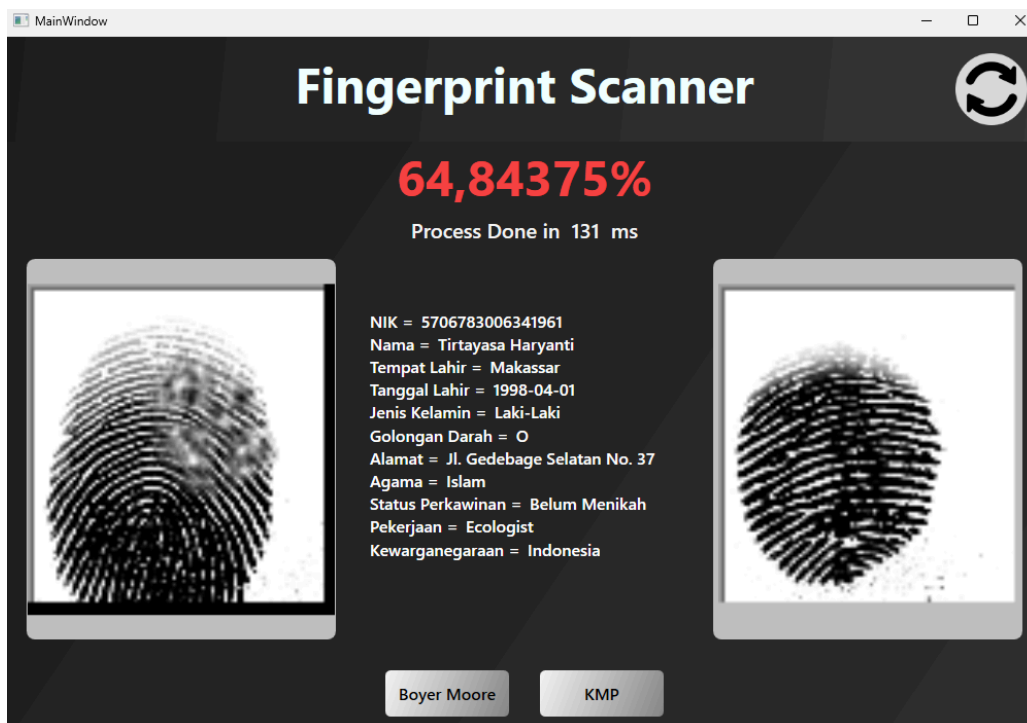 MainWindow
Fingerprint Scanner
64,84375%
Process Done in 131 ms
NIK = 5706783006341961
Nama = Tirtayasa Haryanti
Tempat Lahir = Makassar
Tanggal Lahir = 1998-04-01
Jenis Kelamin = Laki-Laki
Golongan Darah = O
Alamat = Jl. Gedebage Selatan No. 37
Agama = Islam
Status Perkawinan = Belum Menikah
Pekerjaan = Ecologist
Kewarganegaraan = Indonesia
Boyer Moore
KMP